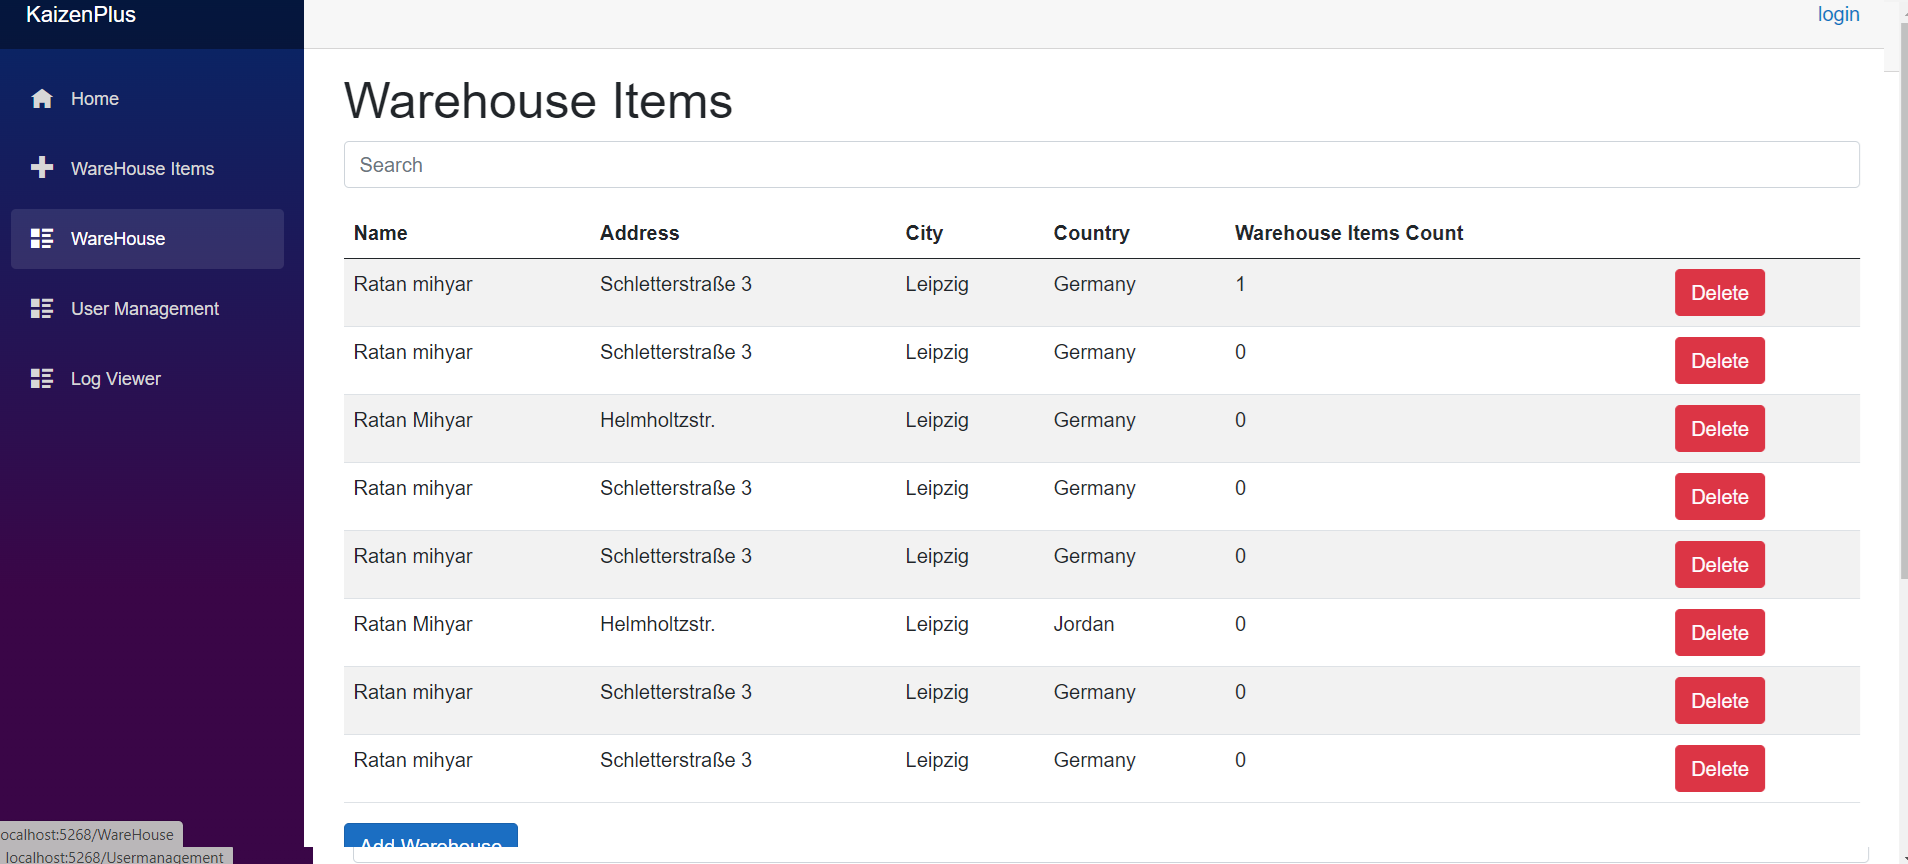 KaizenPlus
login
Home
WareHouse Items
WareHouse
User Management
Log Viewer
Warehouse Items
Search
Name Address City Country Warehouse Items Count
Ratan mihyar Schletterstraße 3 Leipzig Germany 1 Delete
Ratan mihyar Schletterstraße 3 Leipzig Germany 0 Delete
Ratan Mihyar Helmholtzstr. Leipzig Germany 0 Delete
Ratan mihyar Schletterstraße 3 Leipzig Germany 0 Delete
Ratan mihyar Schletterstraße 3 Leipzig Germany 0 Delete
Ratan Mihyar Helmholtzstr. Leipzig Jordan 0 Delete
Ratan mihyar Schletterstraße 3 Leipzig Germany 0 Delete
Ratan mihyar Schletterstraße 3 Leipzig Germany 0 Delete
Add Warehouse
ocalhost:5268/WareHouse
localhost:5268/Usermanagement